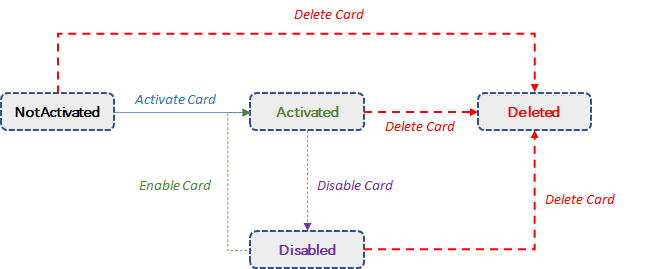 Delete Card
NotActivated
Activate Card
Activated
Delete Card
Deleted
Enable Card
Disable Card
Delete Card
Disabled